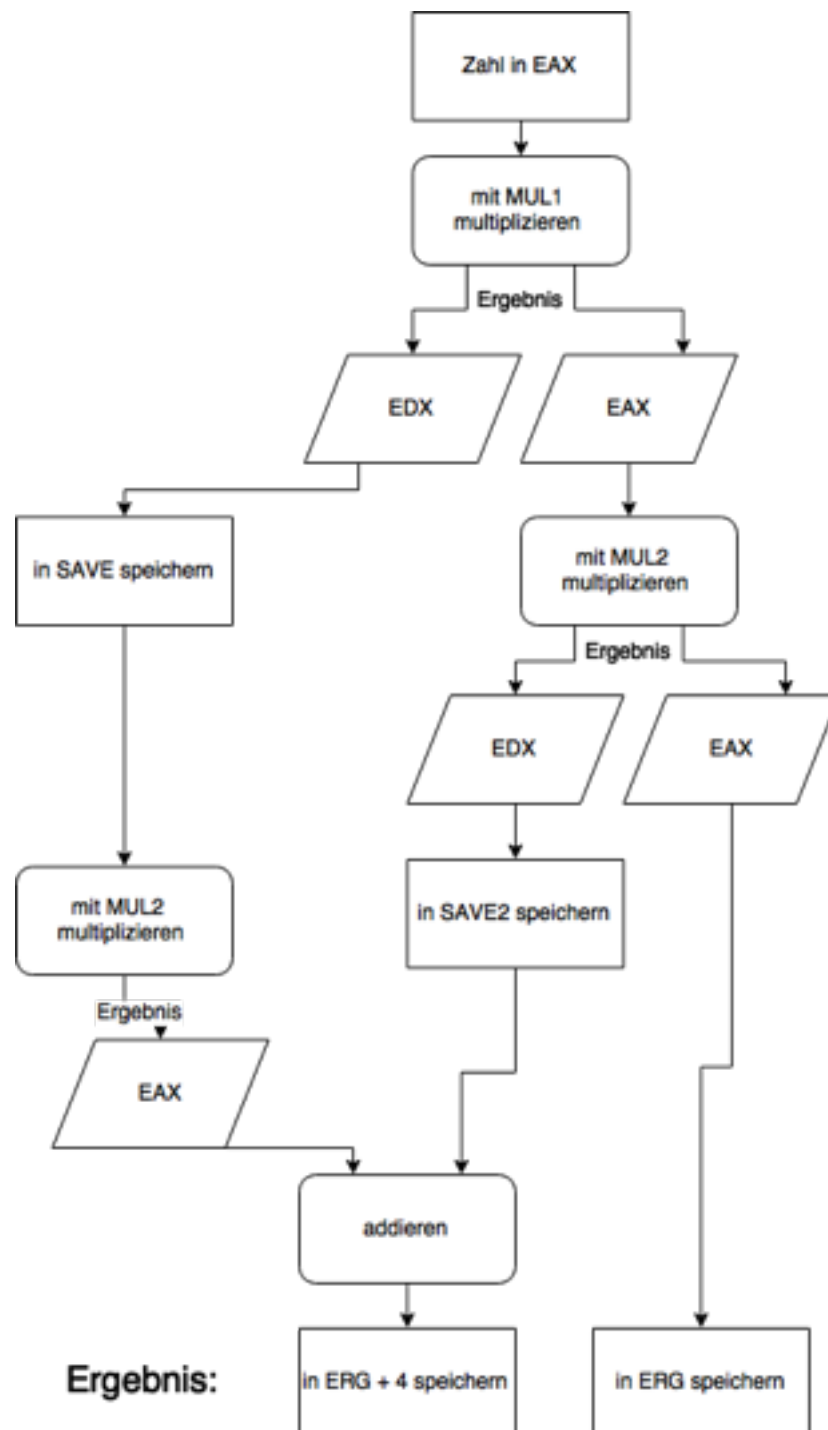 Zahl in EAX
mit MUL1
multiplizieren
Ergebnis
EDX
EAX
in SAVE speichern
mit MUL2
multiplizieren
Ergebnis
EDX
EAX
mit MUL2
multiplizieren
in SAVE2 speichern
Ergebnis
EAX
addieren
Ergebnis:
in ERG + 4 speichern
in ERG speichern